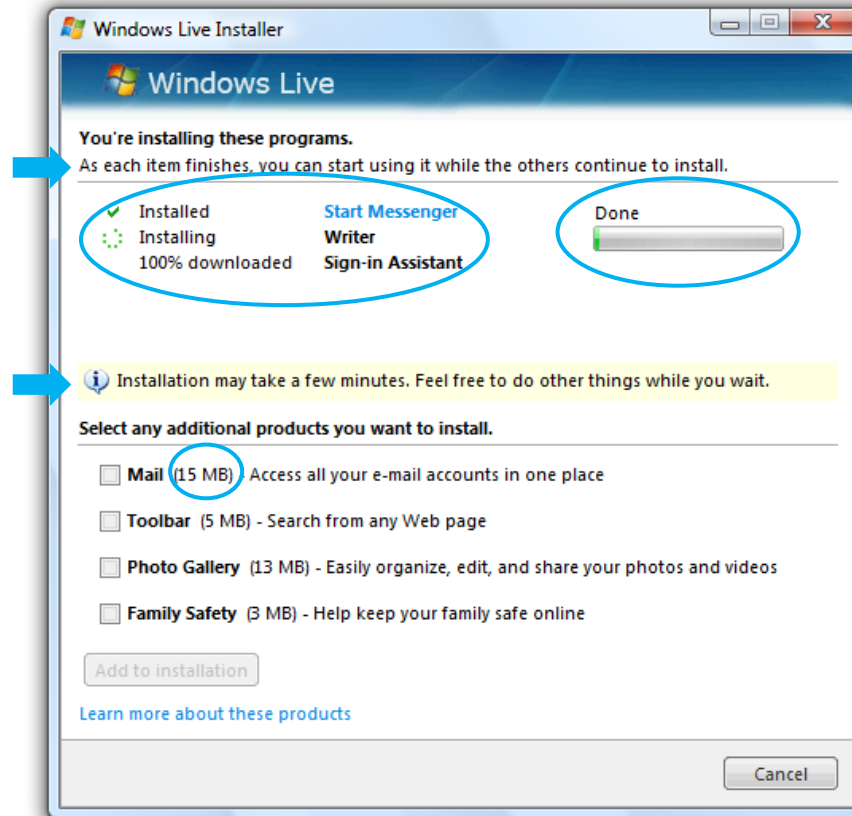 Windows Live Installer
Windows Live
You're installing these programs.
As each item finishes, you can start using it while the others continue to install.
Installed Start Messenger Done
Installing Writer
100% downloaded Sign-in Assistant
Installation may take a few minutes. Feel free to do other things while you wait.
Select any additional products you want to install.
Mail (15 MB) - Access all your e-mail accounts in one place
Toolbar (5 MB) - Search from any Web page
Photo Gallery (13 MB) - Easily organize, edit, and share your photos and videos
Family Safety (3 MB) - Help keep your family safe online
Add to installation
Learn more about these products
Cancel